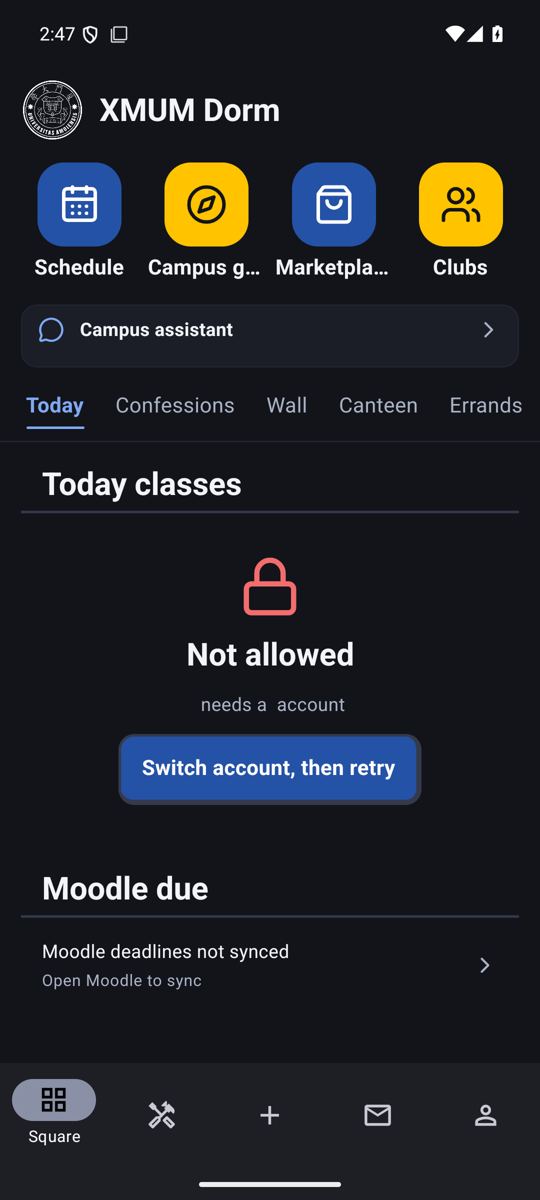 2:47
XMUM Dorm
Schedule
Campus g...
Marketpla...
Clubs
Campus assistant
Today
Confessions
Wall
Canteen
Errands
Today classes
Not allowed
needs a  account
Switch account, then retry
Moodle due
Moodle deadlines not synced
Open Moodle to sync
Square